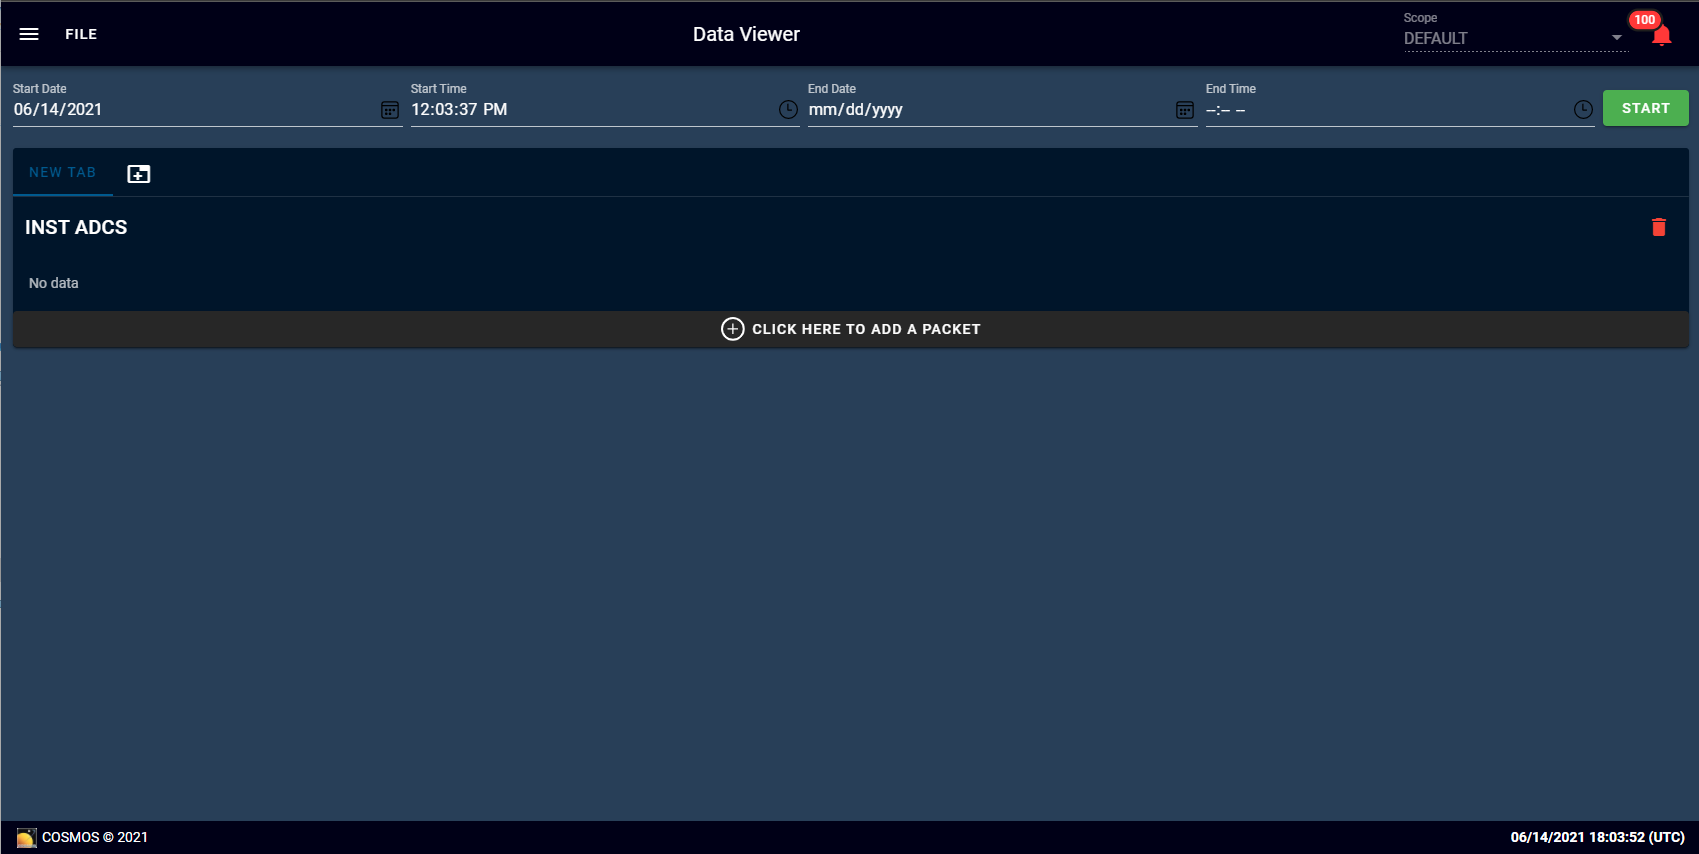 FILE
Data Viewer
Scope
DEFAULT
100
Start Date
06/14/2021
Start Time
12:03:37 PM
End Date
mm/dd/yyyy
End Time
--:-- --
START
NEW TAB
INST ADCS
No data
CLICK HERE TO ADD A PACKET
COSMOS © 2021
06/14/2021 18:03:52 (UTC)